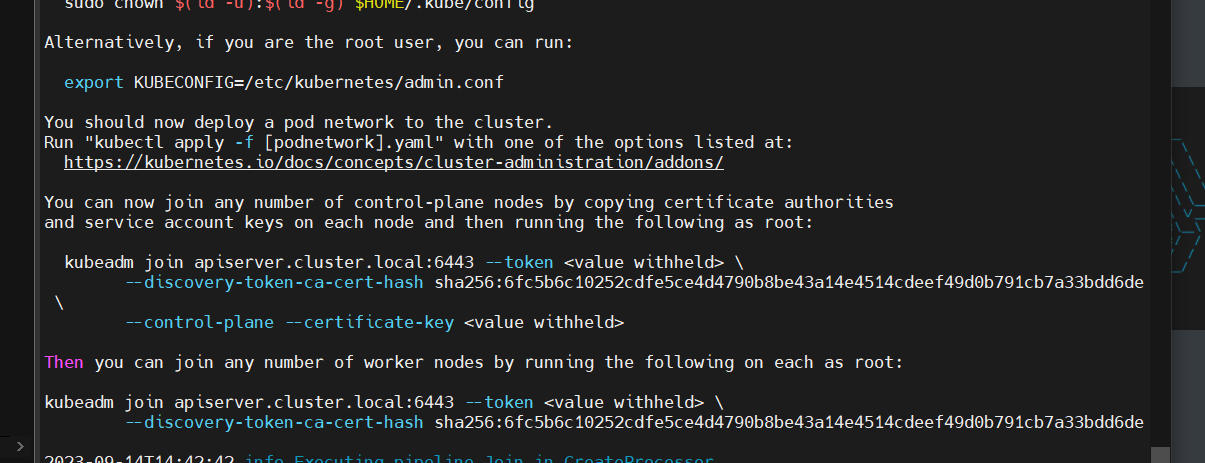 sudo chown $(id -u):$(id -g) $HOME/.kube/config
Alternatively, if you are the root user, you can run:
export KUBECONFIG=/etc/kubernetes/admin.conf
You should now deploy a pod network to the cluster.
Run "kubectl apply -f [podnetwork].yaml" with one of the options listed at:
https://kubernetes.io/docs/concepts/cluster-administration/addons/
You can now join any number of control-plane nodes by copying certificate authorities
and service account keys on each node and then running the following as root:
kubeadm join apiserver.cluster.local:6443 --token <value withheld> \
--discovery-token-ca-cert-hash sha256:6fc5b6c10252cdfe5ce4d4790b8be43a14e4514cdeef49d0b791cb7a33bdd6de
\
--control-plane --certificate-key <value withheld>
Then you can join any number of worker nodes by running the following on each as root:
kubeadm join apiserver.cluster.local:6443 --token <value withheld> \
--discovery-token-ca-cert-hash sha256:6fc5b6c10252cdfe5ce4d4790b8be43a14e4514cdeef49d0b791cb7a33bdd6de
2023-09-14T14:42:42 info Executing pipeline Join in CreateProcessor.